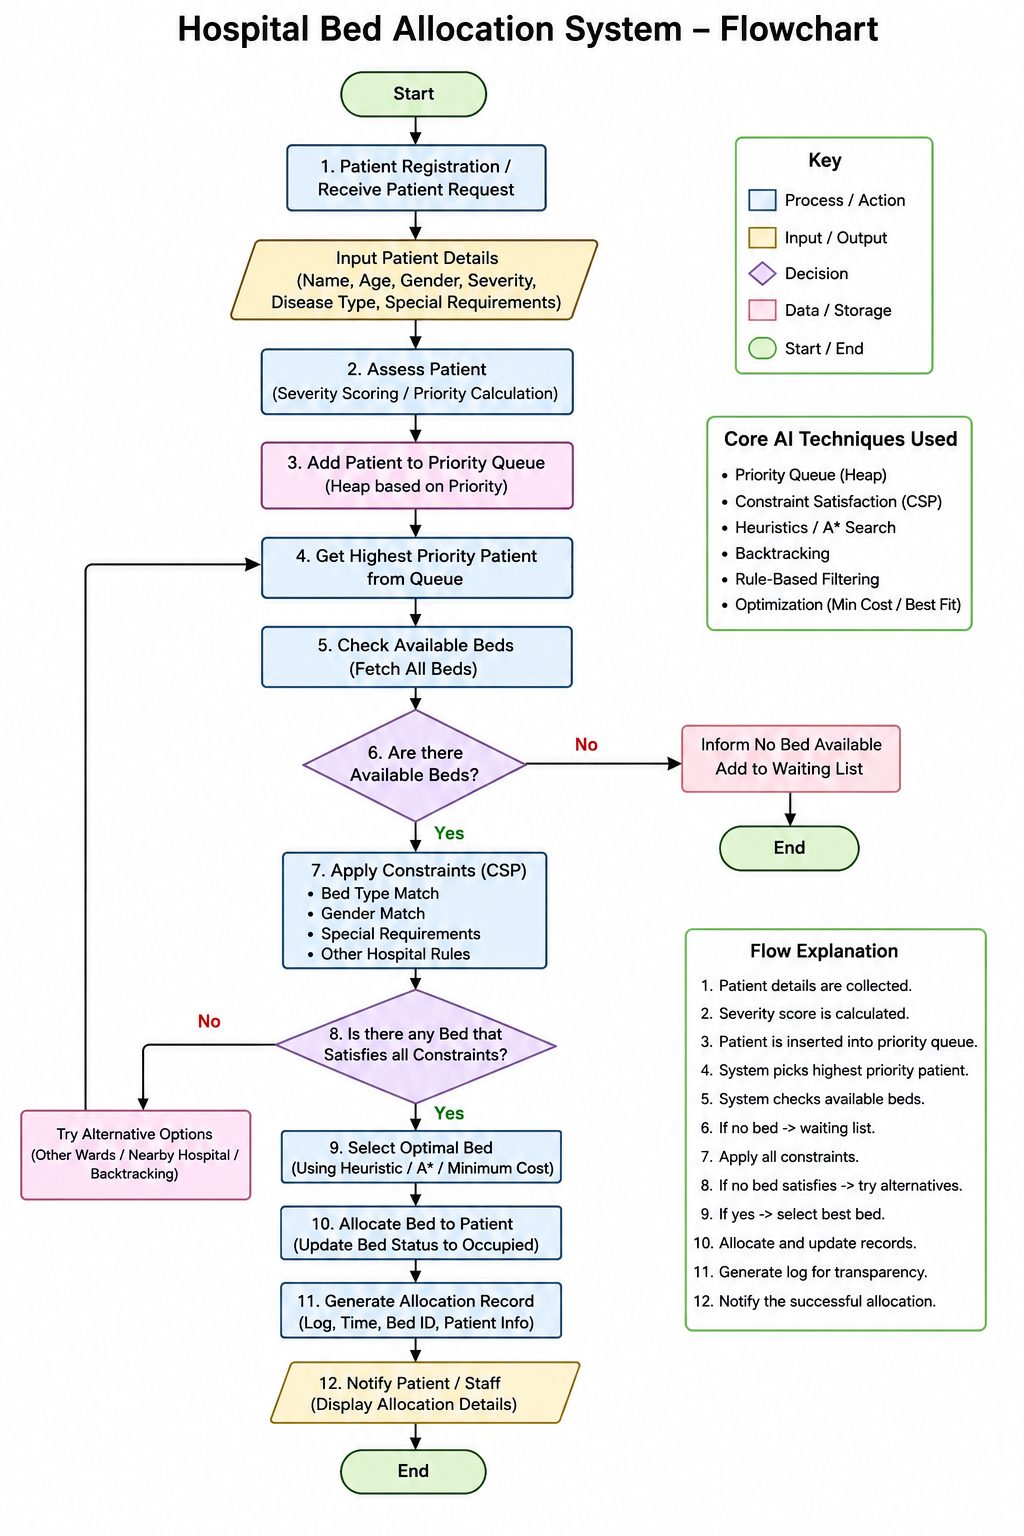 Hospital Bed Allocation System – Flowchart
Start
1. Patient Registration /
Receive Patient Request
Input Patient Details
(Name, Age, Gender, Severity,
Disease Type, Special Requirements)
2. Assess Patient
(Severity Scoring / Priority Calculation)
3. Add Patient to Priority Queue
(Heap based on Priority)
4. Get Highest Priority Patient
from Queue
5. Check Available Beds
(Fetch All Beds)
6. Are there
Available Beds?
No
Inform No Bed Available
Add to Waiting List
End
Yes
7. Apply Constraints (CSP)
• Bed Type Match
• Gender Match
• Special Requirements
• Other Hospital Rules
8. Is there any Bed that
Satisfies all Constraints?
No
Try Alternative Options
(Other Wards / Nearby Hospital /
Backtracking)
Yes
9. Select Optimal Bed
(Using Heuristic / A* / Minimum Cost)
10. Allocate Bed to Patient
(Update Bed Status to Occupied)
11. Generate Allocation Record
(Log, Time, Bed ID, Patient Info)
12. Notify Patient / Staff
(Display Allocation Details)
End
Key
Process / Action
Input / Output
Decision
Data / Storage
Start / End
Core AI Techniques Used
• Priority Queue (Heap)
• Constraint Satisfaction (CSP)
• Heuristics / A* Search
• Backtracking
• Rule-Based Filtering
• Optimization (Min Cost / Best Fit)
Flow Explanation
1. Patient details are collected.
2. Severity score is calculated.
3. Patient is inserted into priority queue.
4. System picks highest priority patient.
5. System checks available beds.
6. If no bed -> waiting list.
7. Apply all constraints.
8. If no bed satisfies -> try alternatives.
9. If yes -> select best bed.
10. Allocate and update records.
11. Generate log for transparency.
12. Notify the successful allocation.